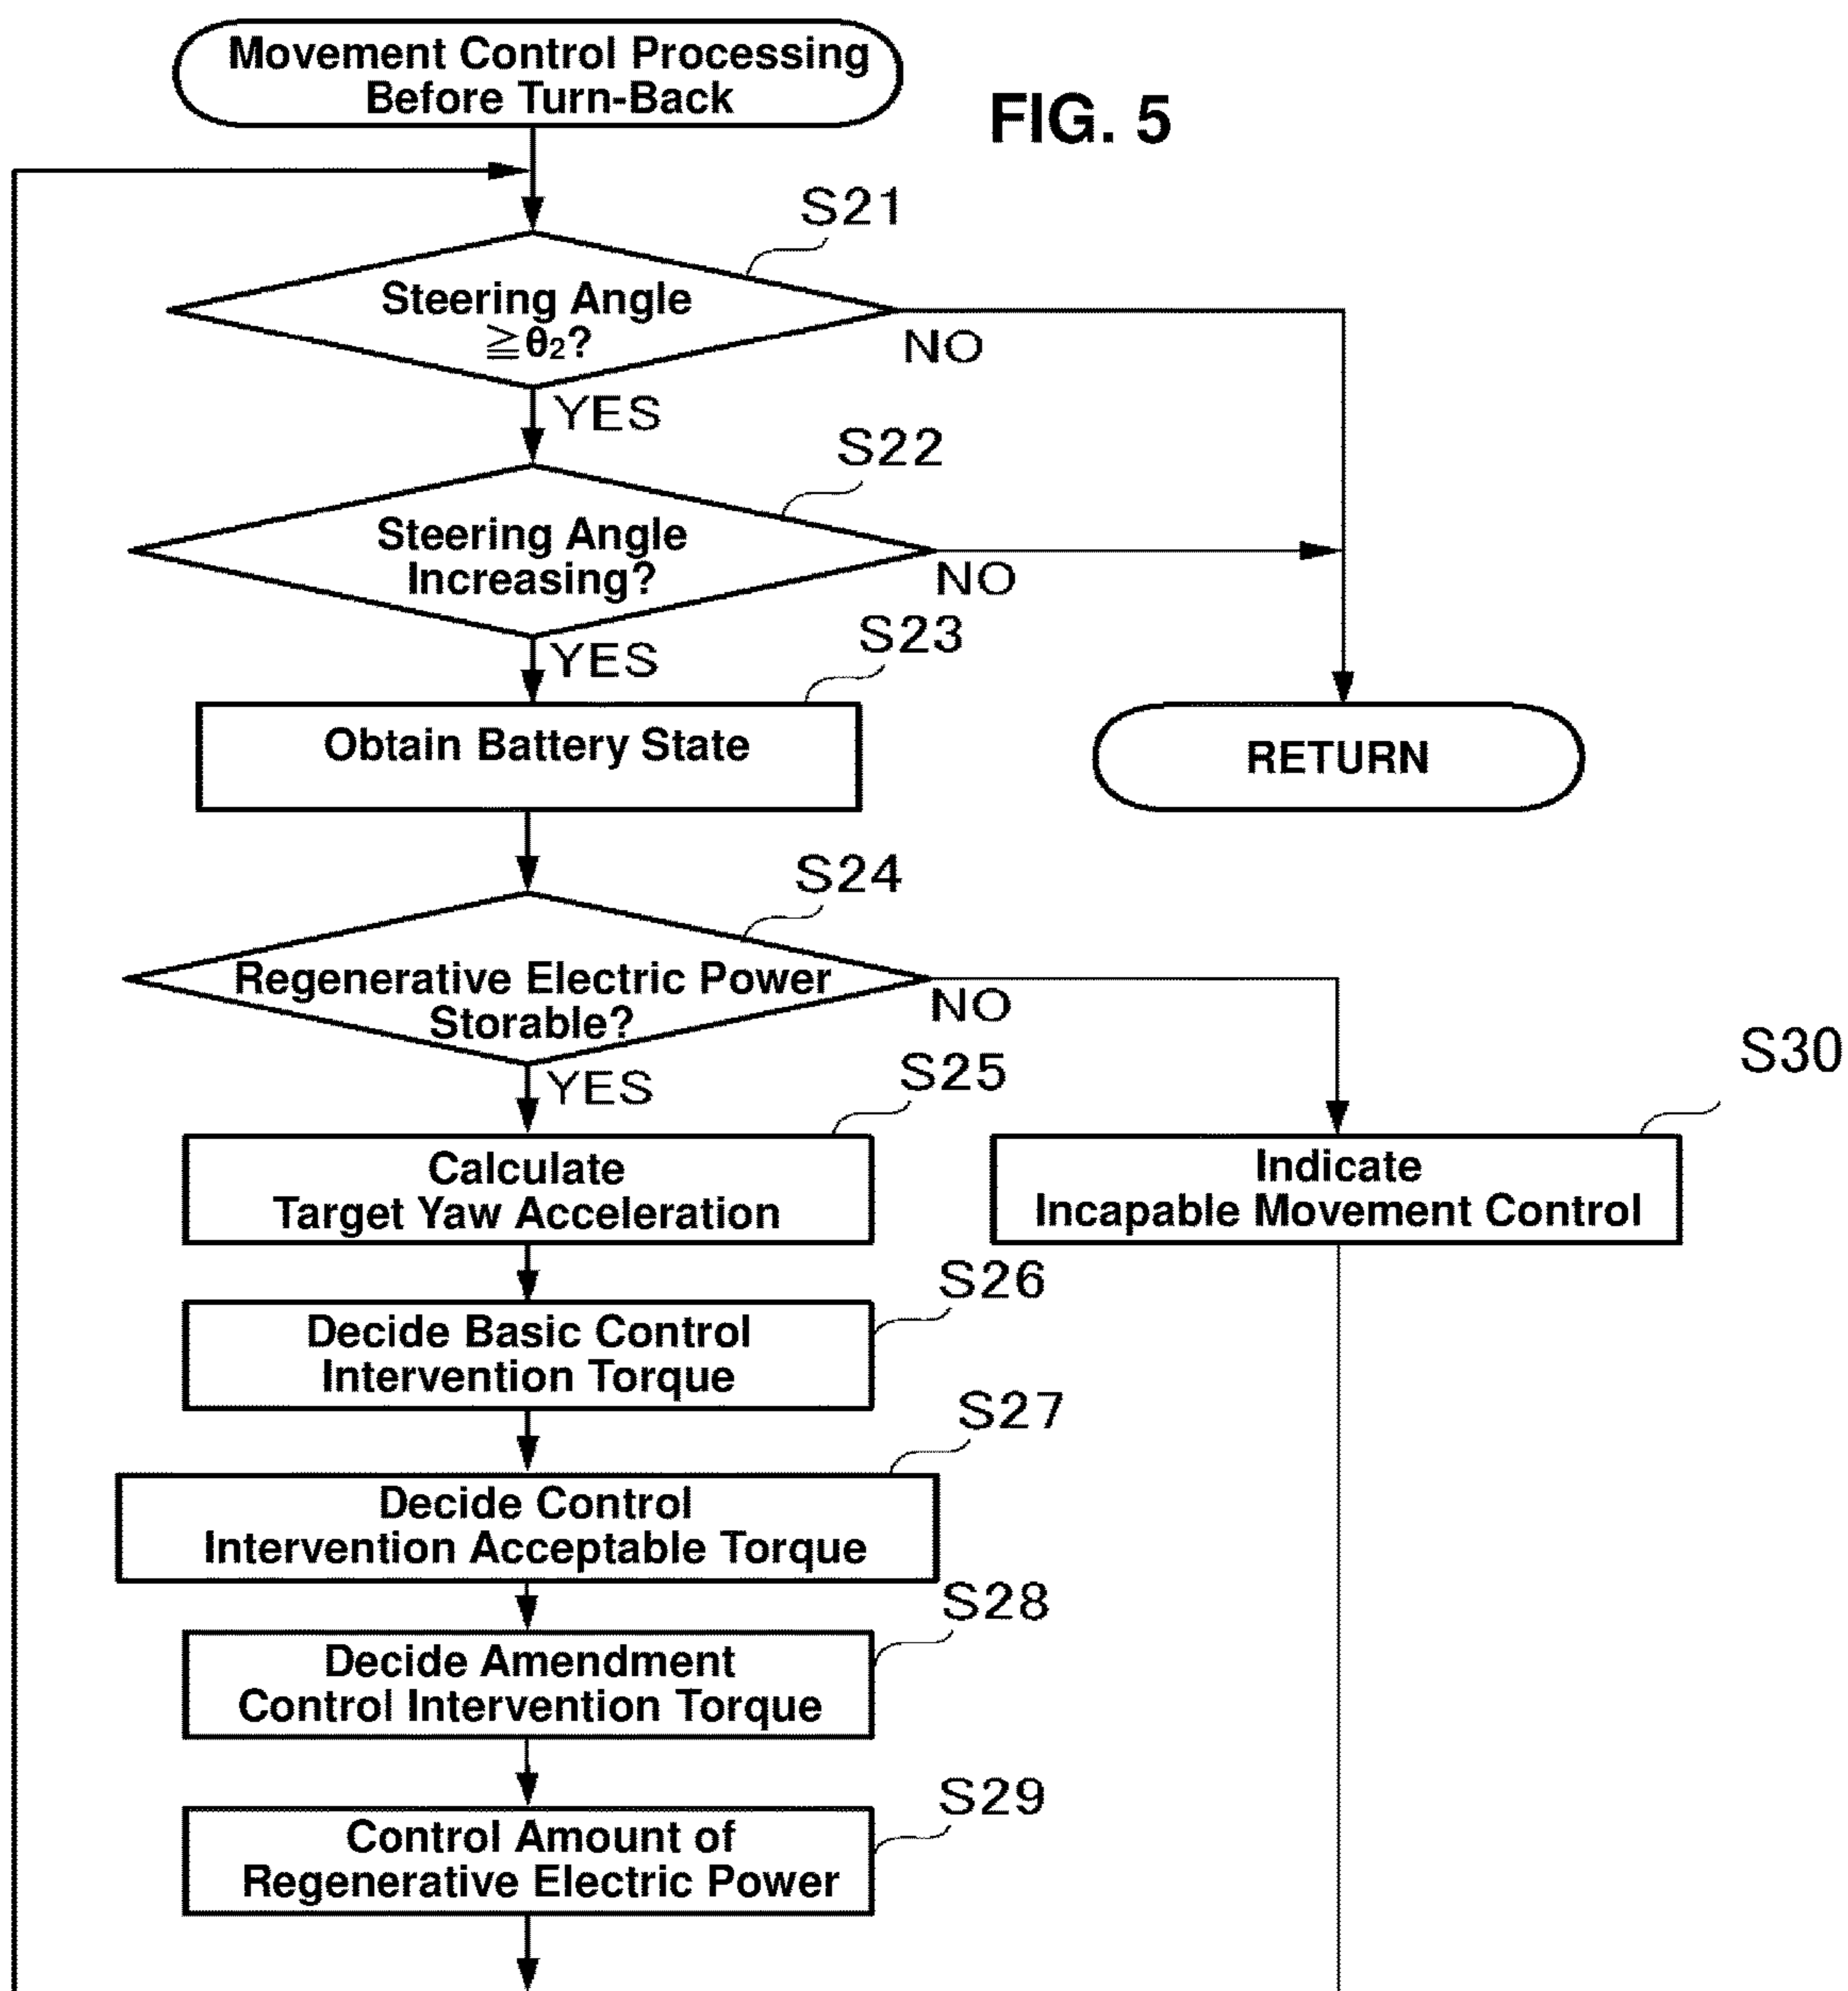 Movement Control Processing
Before Turn-Back
FIG. 5
S21
Steering Angle
≧θ₂?
NO
YES
S22
Steering Angle
Increasing?
NO
YES
S23
Obtain Battery State
RETURN
S24
Regenerative Electric Power
Storable?
NO
YES
S25
S30
Calculate
Target Yaw Acceleration
Indicate
Incapable Movement Control
S26
Decide Basic Control
Intervention Torque
S27
Decide Control
Intervention Acceptable Torque
S28
Decide Amendment
Control Intervention Torque
S29
Control Amount of
Regenerative Electric Power